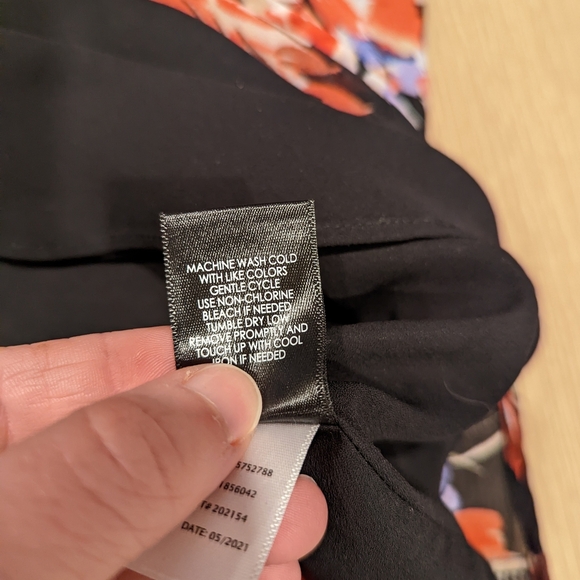 MACHINE WASH COLD
WITH LIKE COLORS
GENTLE CYCLE
USE NON-CHLORINE
BLEACH IF NEEDED
TUMBLE DRY LOW
REMOVE PROMPTLY AND
TOUCH UP WITH COOL
IRON IF NEEDED
5752788
1856042
T# 202154
DATE: 05/2021